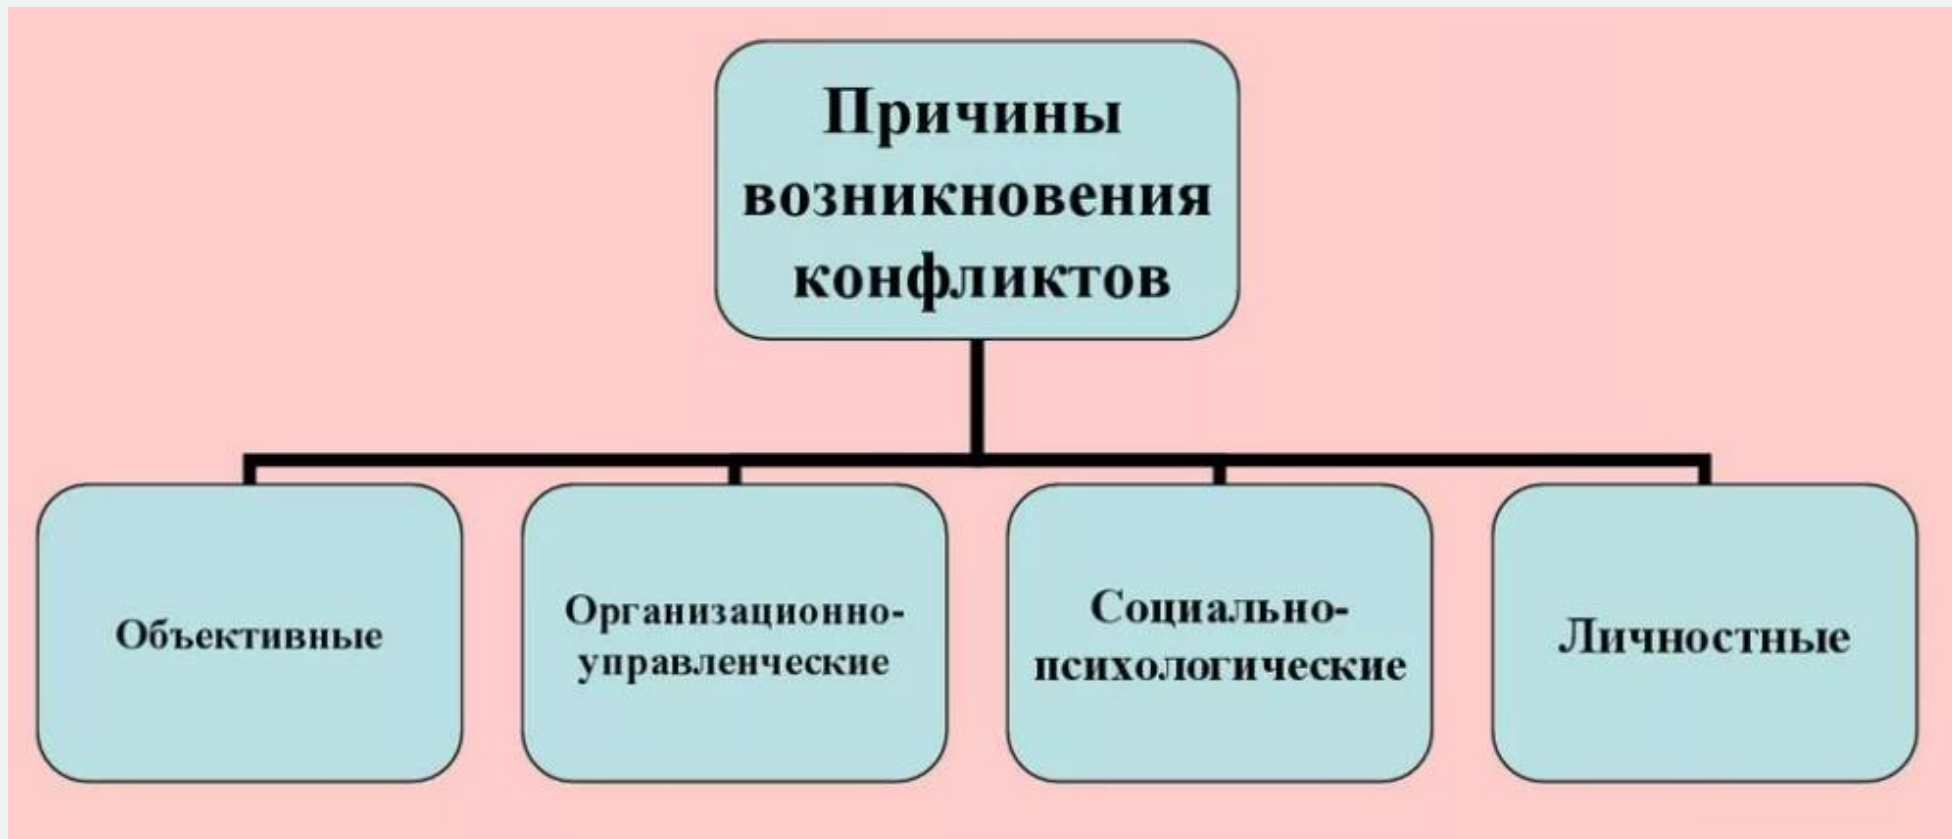 Причины
возникновения
конфликтов
Объективные
Организационно-
управленческие
Социально-
психологические
Личностные